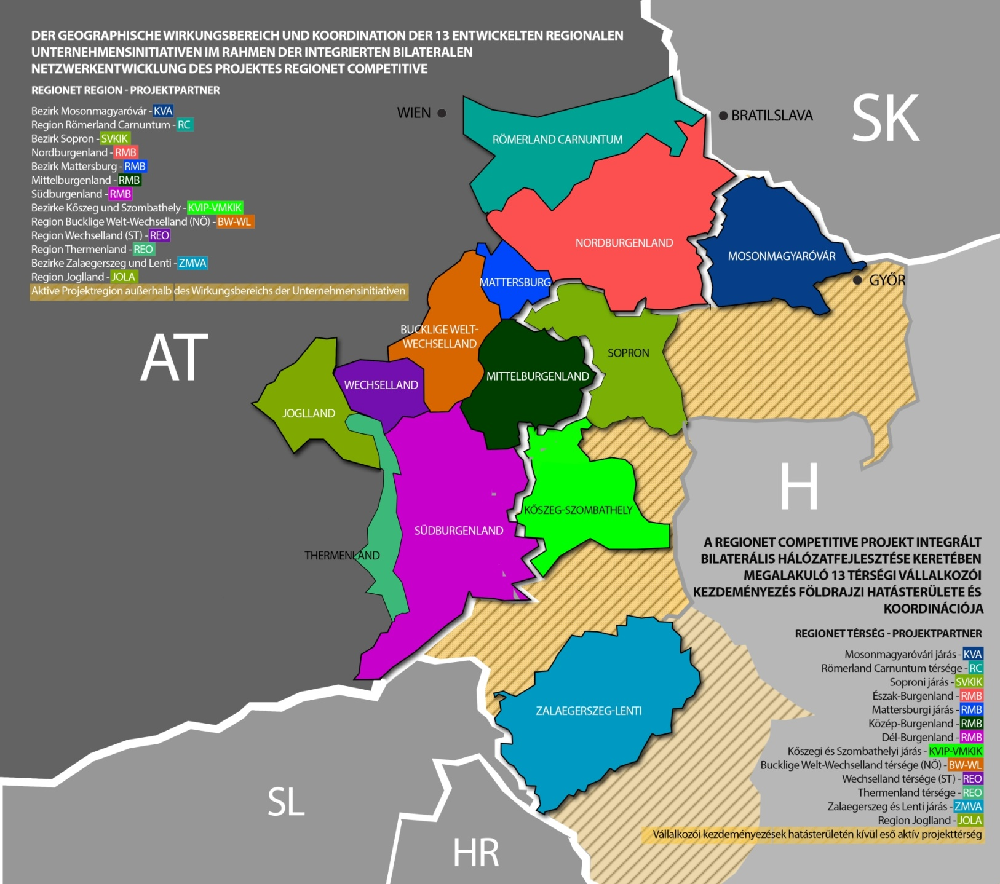 DER GEOGRAPHISCHE WIRKUNGSBEREICH UND KOORDINATION DER 13 ENTWICKELTEN REGIONALEN
UNTERNEHMENSINITIATIVEN IM RAHMEN DER INTEGRIERTEN BILATERALEN
NETZWERKENTWICKLUNG DES PROJEKTES REGIONET COMPETITIVE
REGIONET REGION - PROJEKTPARTNER
Bezirk Mosonmagyaróvár - KVA
Region Römerland Carnuntum - RC
Bezirk Sopron - SVKIK
Nordburgenland - RMB
Bezirk Mattersburg - RMB
Mittelburgenland - RMB
Südburgenland - RMB
Bezirke Kőszeg und Szombathely - KVIP-VMKIK
Region Bucklige Welt-Wechselland (NÖ) - BW-WL
Region Wechselland (ST) - REO
Region Thermenland - REO
Bezirke Zalaegerszeg und Lenti - ZMVA
Region Joglland - JOLA
Aktive Projektregion außerhalb des Wirkungsbereichs der Unternehmensinitiativen
WIEN
BRATILSLAVA
SK
RÖMERLAND CARNUNTUM
NORDBURGENLAND
MOSONMAGYARÓVÁR
GYŐR
MATTERSBURG
BUCKLIGE WELT-
WECHSELLAND
AT
SOPRON
MITTELBURGENLAND
WECHSELLAND
JOGLLAND
H
KŐSZEG-SZOMBATHELY
SÜDBURGENLAND
THERMENLAND
ZALAEGERSZEG-LENTI
SL
HR
A REGIONET COMPETITIVE PROJEKT INTEGRÁLT
BILATERÁLIS HÁLÓZATFEJLESZTÉSE KERETÉBEN
MEGALAKULÓ 13 TÉRSÉGI VÁLLALKOZÓI
KEZDEMÉNYEZÉS FÖLDRAJZI HATÁSTERÜLETE ÉS
KOORDINÁCIÓJA
REGIONET TÉRSÉG - PROJEKTPARTNER
Mosonmagyaróvári járás - KVA
Römerland Carnuntum térsége - RC
Soproni járás - SVKIK
Észak-Burgenland - RMB
Mattersburgi járás - RMB
Közép-Burgenland - RMB
Dél-Burgenland - RMB
Kőszegi és Szombathelyi járás - KVIP-VMKIK
Bucklige Welt-Wechselland térsége (NÖ) - BW-WL
Wechselland térsége (ST) - REO
Thermenland térsége - REO
Zalaegerszeg és Lenti járás - ZMVA
Region Joglland - JOLA
Vállalkozói kezdeményezések hatásterületén kívül eső aktív projekttérség